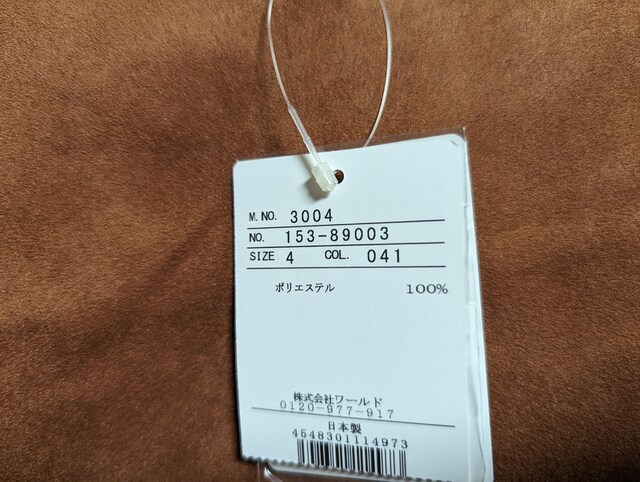 M. NO. 3004
NO. 153-89003
SIZE 4 COL. 041
ポリエステル 100%
株式会社ワールド
0120-977-917
日本製
4548301114973